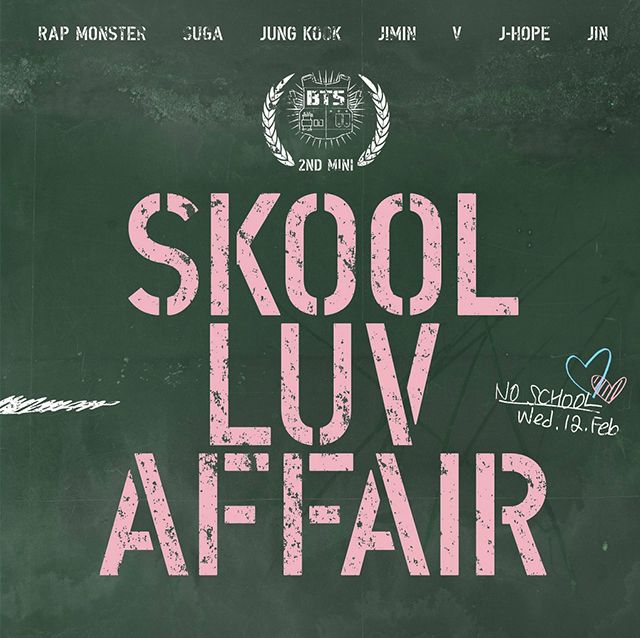 RAP MONSTER SUGA JUNG KOOK JIMIN V J-HOPE JIN
BTS
2ND MINI
SKOOL
LUV
AFFAIR
NO SCHOOL
Wed. 12. Feb